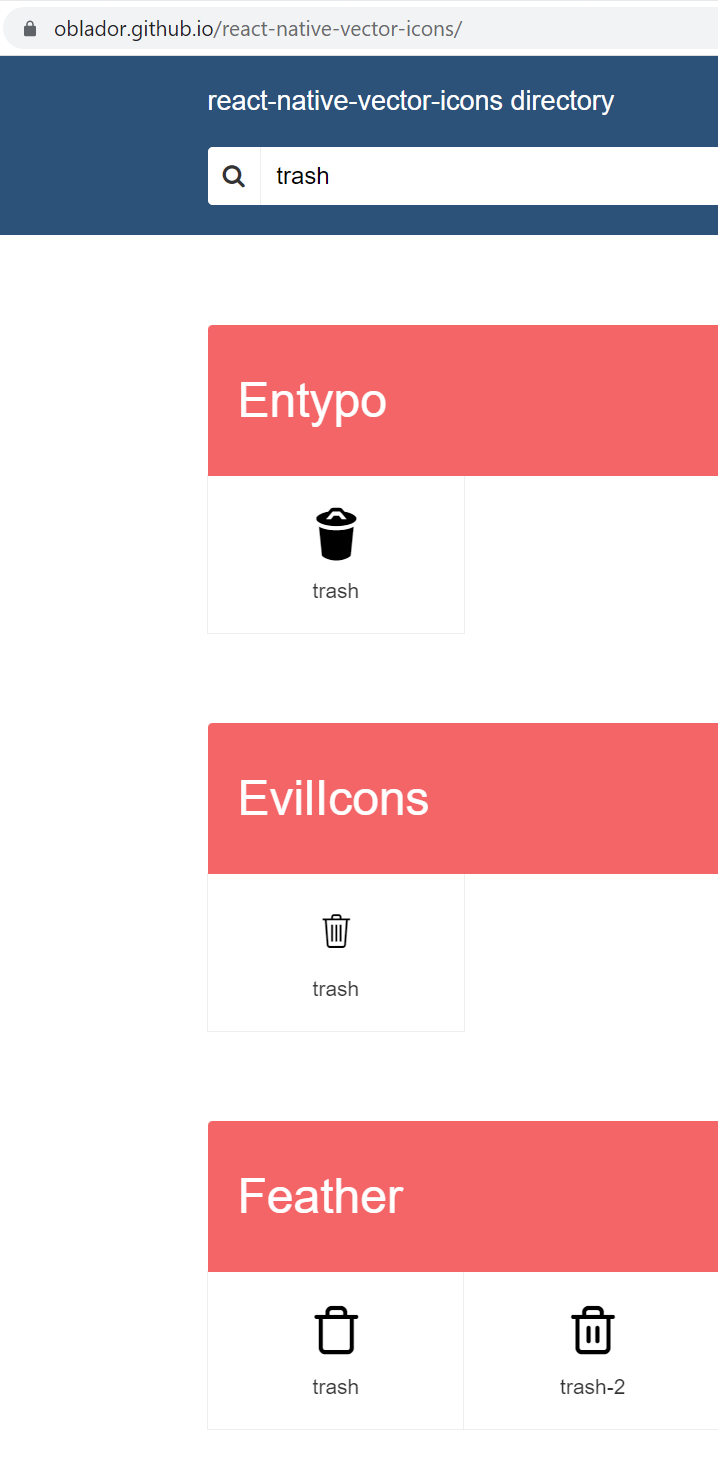 oblador.github.io/react-native-vector-icons/
react-native-vector-icons directory
trash
Entypo
trash
EvilIcons
trash
Feather
trash trash-2